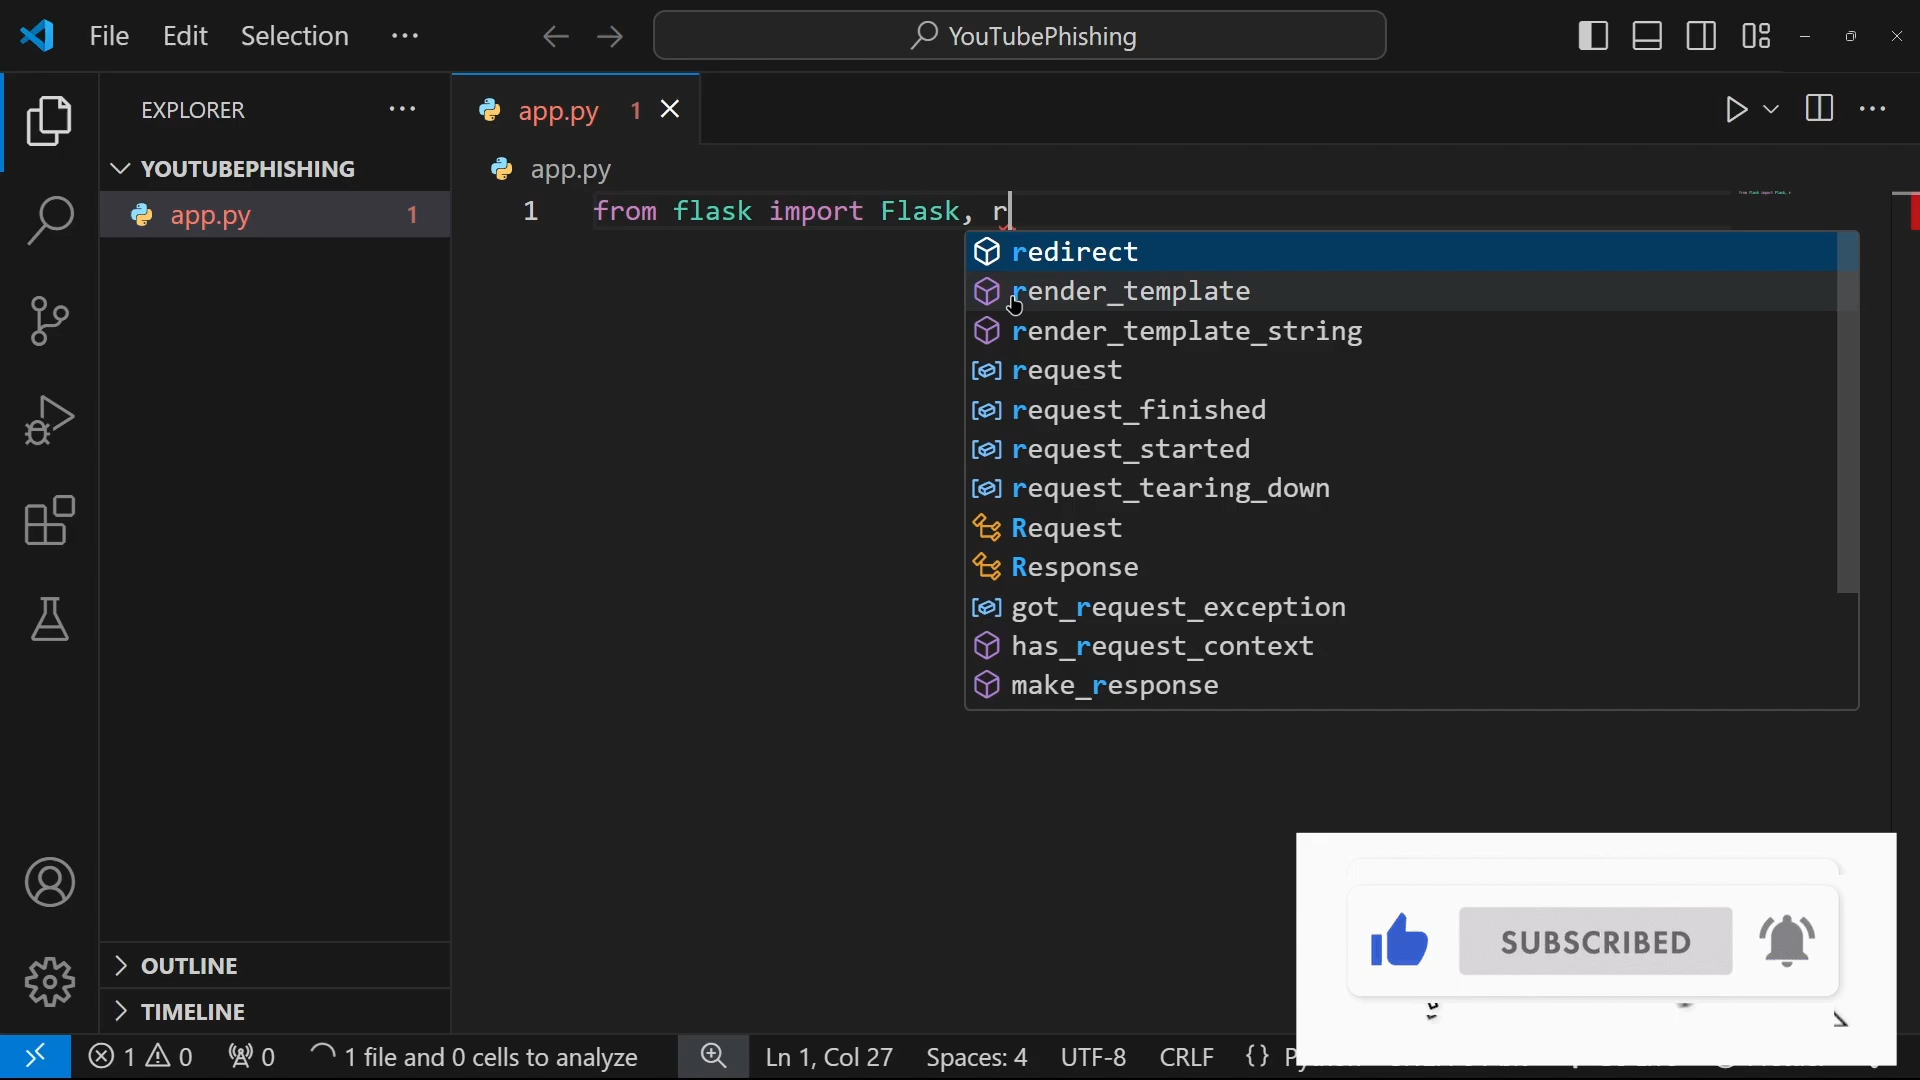 File Edit Selection ···
YouTubePhishing
EXPLORER ···
YOUTUBEPHISHING
app.py 1
app.py 1
app.py
1 from flask import Flask, r
redirect
render_template
render_template_string
request
request_finished
request_started
request_tearing_down
Request
Response
got_request_exception
has_request_context
make_response
OUTLINE
TIMELINE
SUBSCRIBED
1 0 0 1 file and 0 cells to analyze Ln 1, Col 27 Spaces: 4 UTF-8 CRLF {}